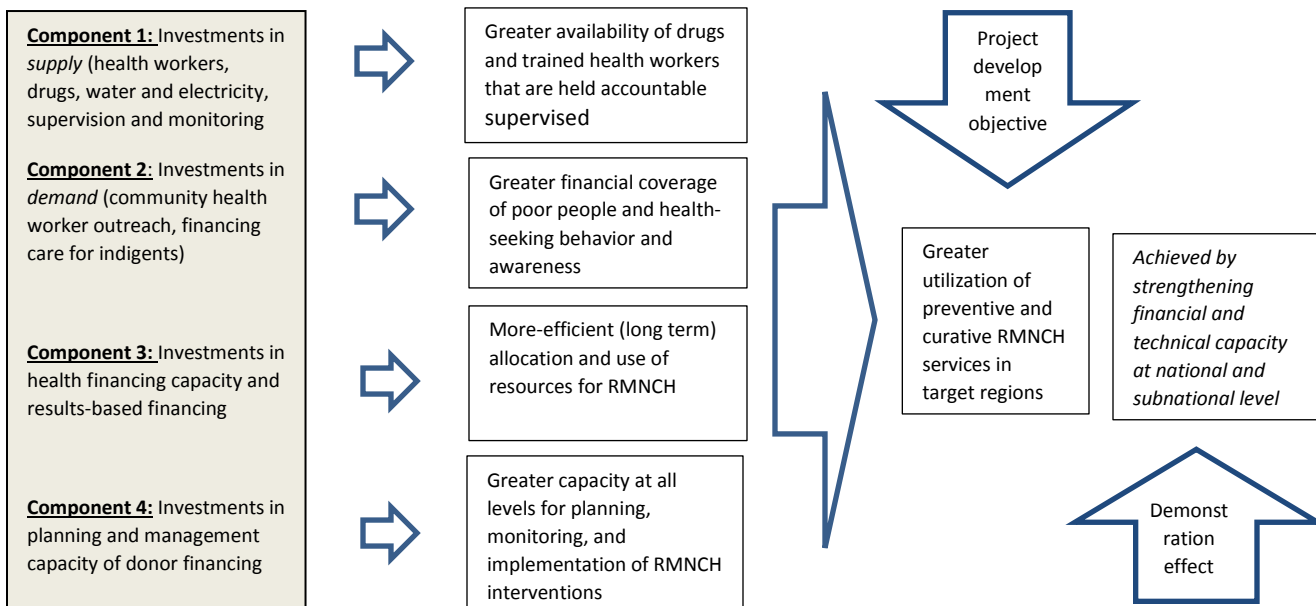 Component 1: Investments in
supply (health workers,
drugs, water and electricity,
supervision and monitoring
Component 2: Investments in
demand (community health
worker outreach, financing
care for indigents)
Component 3: Investments in
health financing capacity and
results-based financing
Component 4: Investments in
planning and management
capacity of donor financing
Greater availability of drugs
and trained health workers
that are held accountable
supervised
Greater financial coverage
of poor people and health-
seeking behavior and
awareness
More-efficient (long term)
allocation and use of
resources for RMNCH
Greater capacity at all
levels for planning,
monitoring, and
implementation of RMNCH
interventions
Project
develop
ment
objective
Greater
utilization of
preventive and
curative RMNCH
services in
target regions
Achieved by
strengthening
financial and
technical capacity
at national and
subnational level
Demonst
ration
effect